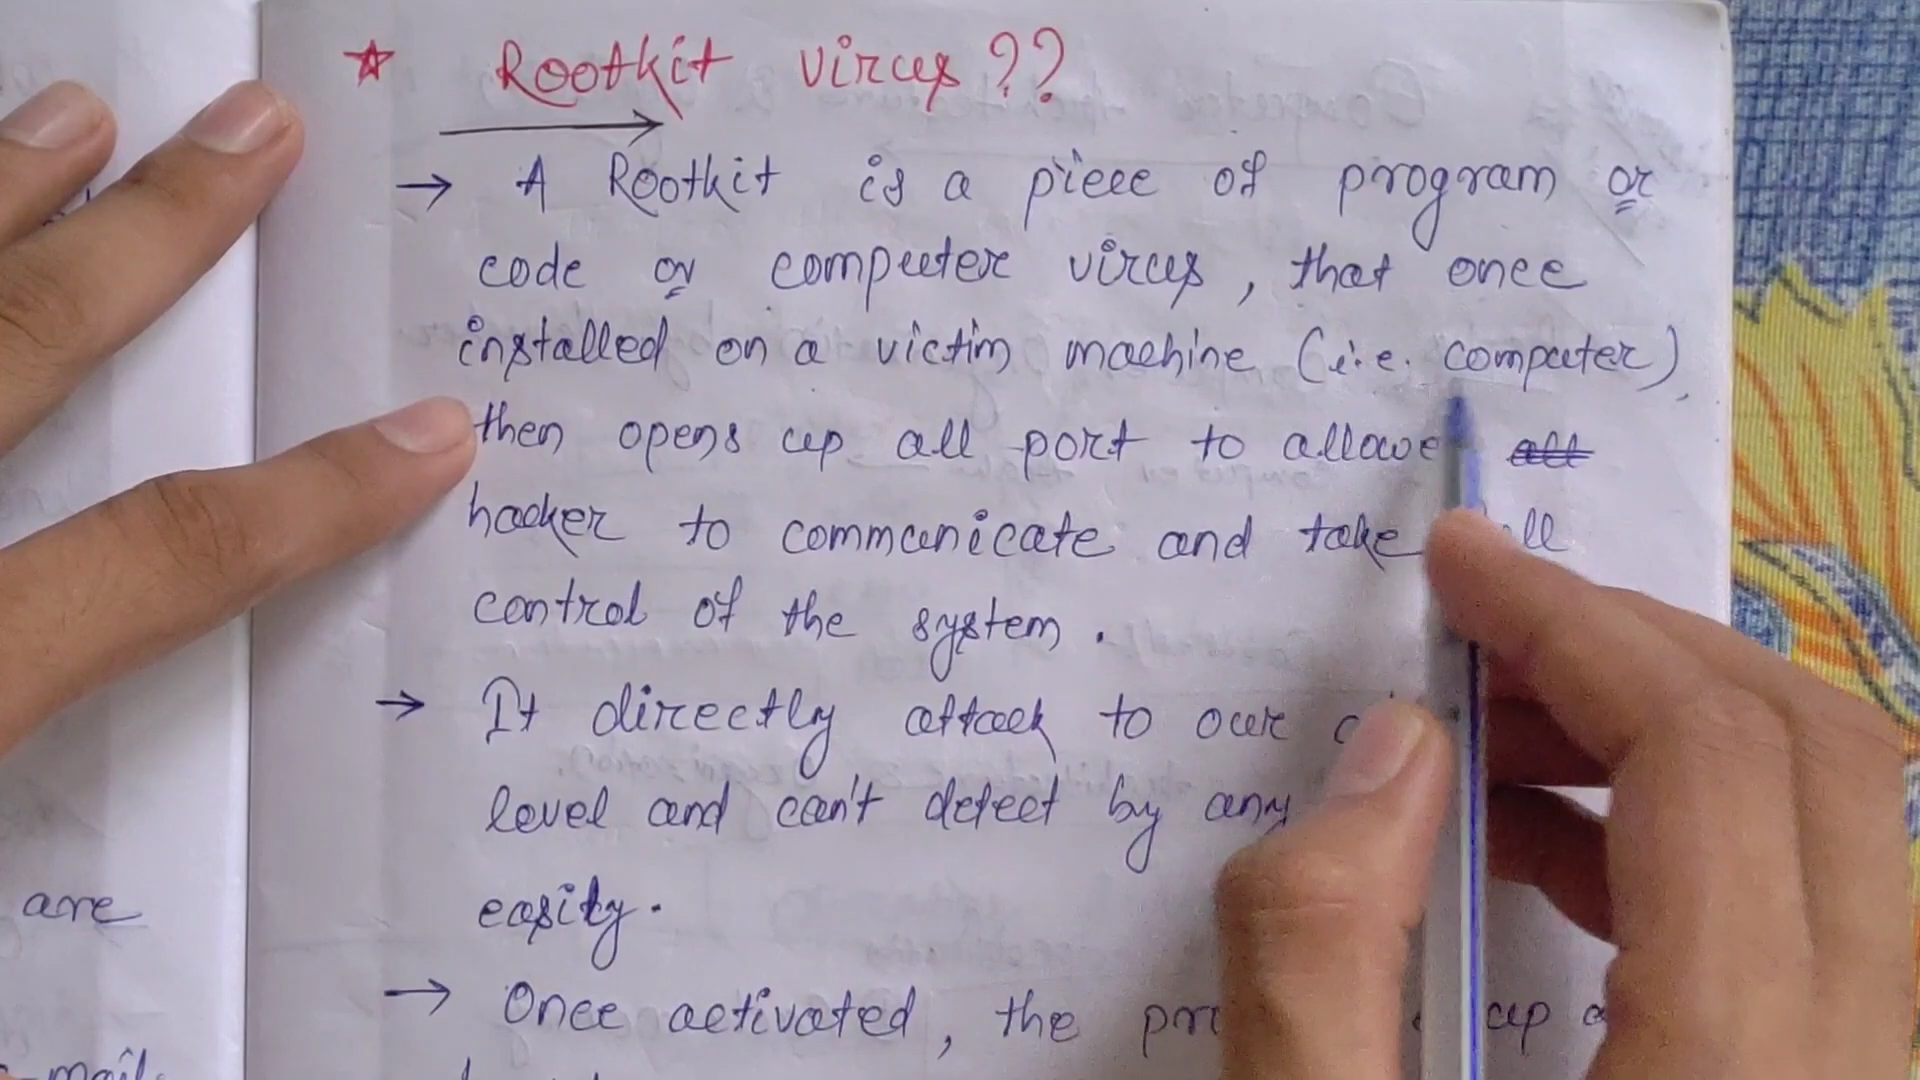 ☆ Rootkit virus??
→ A Rootkit is a piece of program or
code or computer virus, that once
installed on a victim machine (i.e. computer),
then opens up all port to allow all
hacker to communicate and take
control of the system.
→ It directly attack to our
level and can't detect by any
easily.
→ Once activated, the up
are